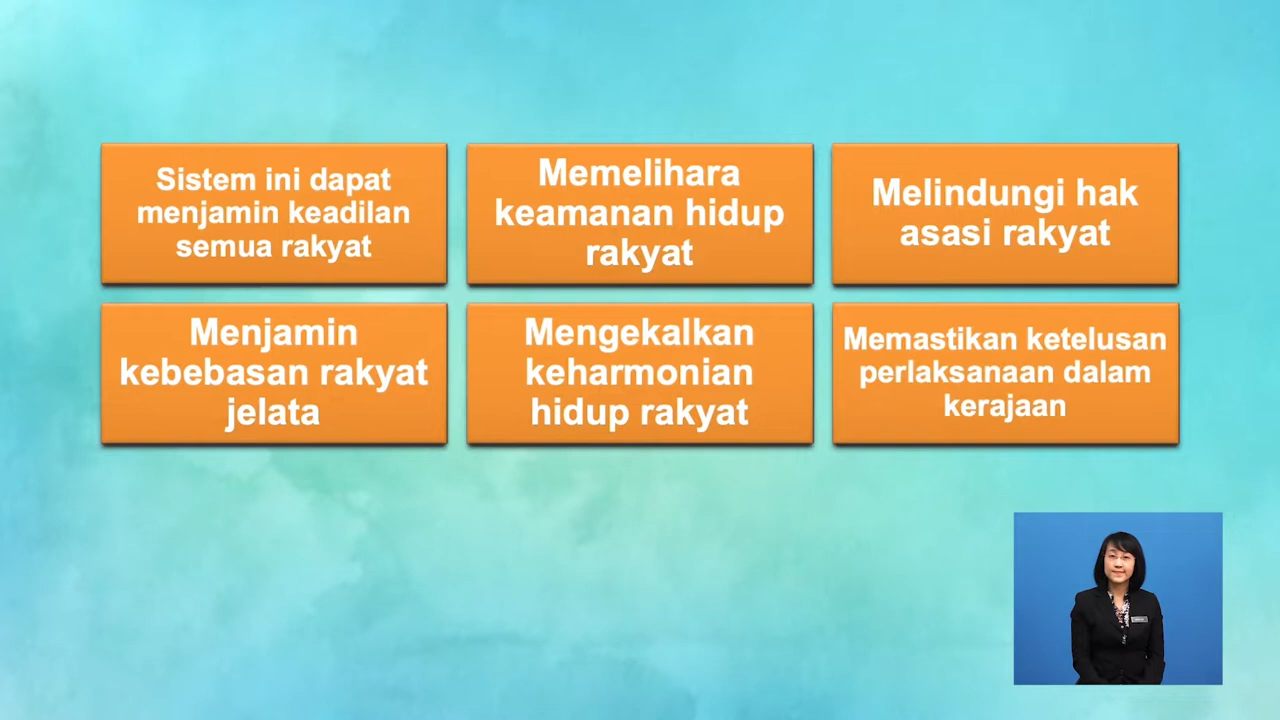 Sistem ini dapat
menjamin keadilan
semua rakyat
Memelihara
keamanan hidup
rakyat
Melindungi hak
asasi rakyat
Menjamin
kebebasan rakyat
jelata
Mengekalkan
keharmonian
hidup rakyat
Memastikan ketelusan
perlaksanaan dalam
kerajaan